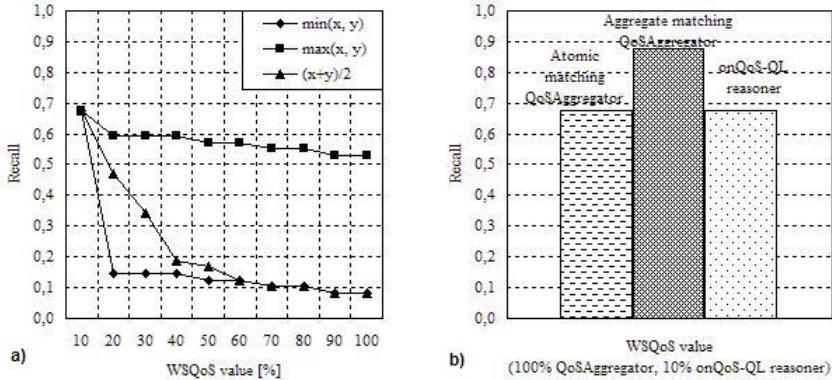 1,0
0,9
0,8
0,7
0,6
0,5
0,4
0,3
0,2
0,1
0,0
Recall
min(x, y)
max(x, y)
(x+y)/2
10 20 30 40 50 60 70 80 90 100
WSQoS value [%]
a)
1,0
0,9
0,8
0,7
0,6
0,5
0,4
0,3
0,2
0,1
0,0
Recall
Aggregate matching
QoSAggregator
Atomic
matching
QoSAggregator
onQoS-QL
reasoner
WSQoS value
(100% QoSAggregator, 10% onQoS-QL reasoner)
b)